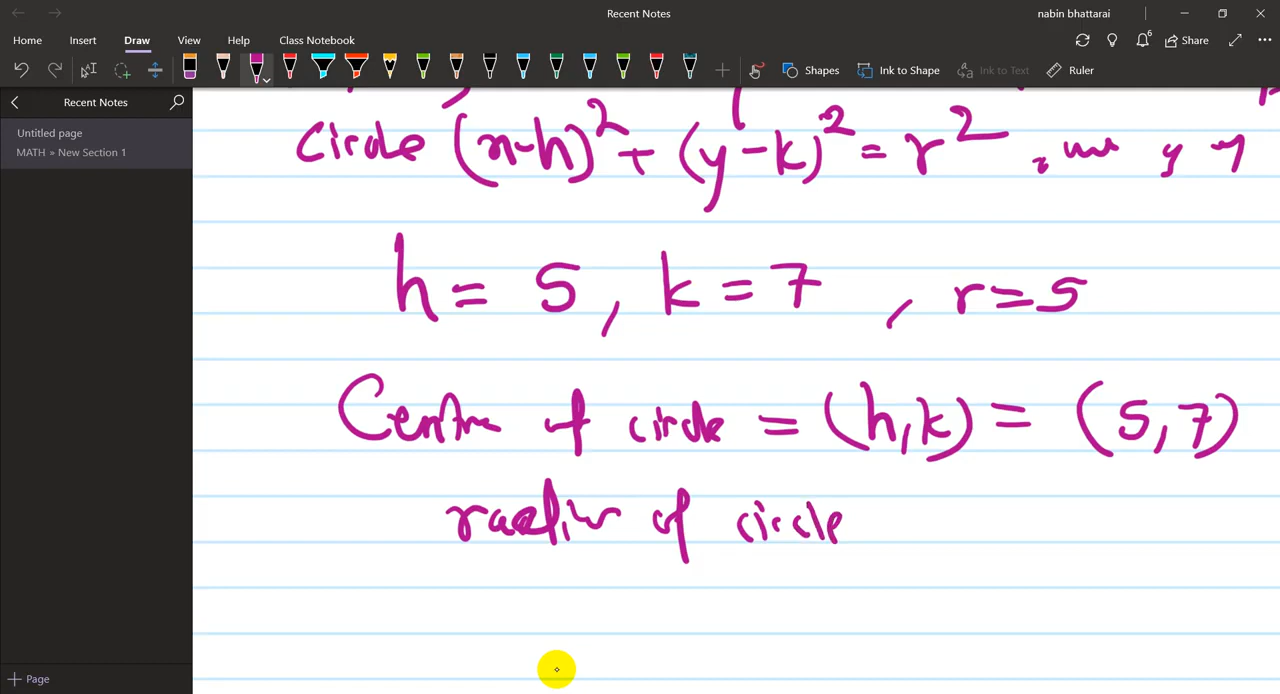 Recent Notes
nabin bhattarai
Home Insert Draw View Help Class Notebook
6
Share
Shapes Ink to Shape Ink to Text Ruler
Recent Notes
Untitled page
MATH » New Section 1
Circle (x-h)² + (y-k)² = r²,
h = 5, k = 7, r = 5
Centre of circle = (h,k) = (5,7)
radius of circle
Page